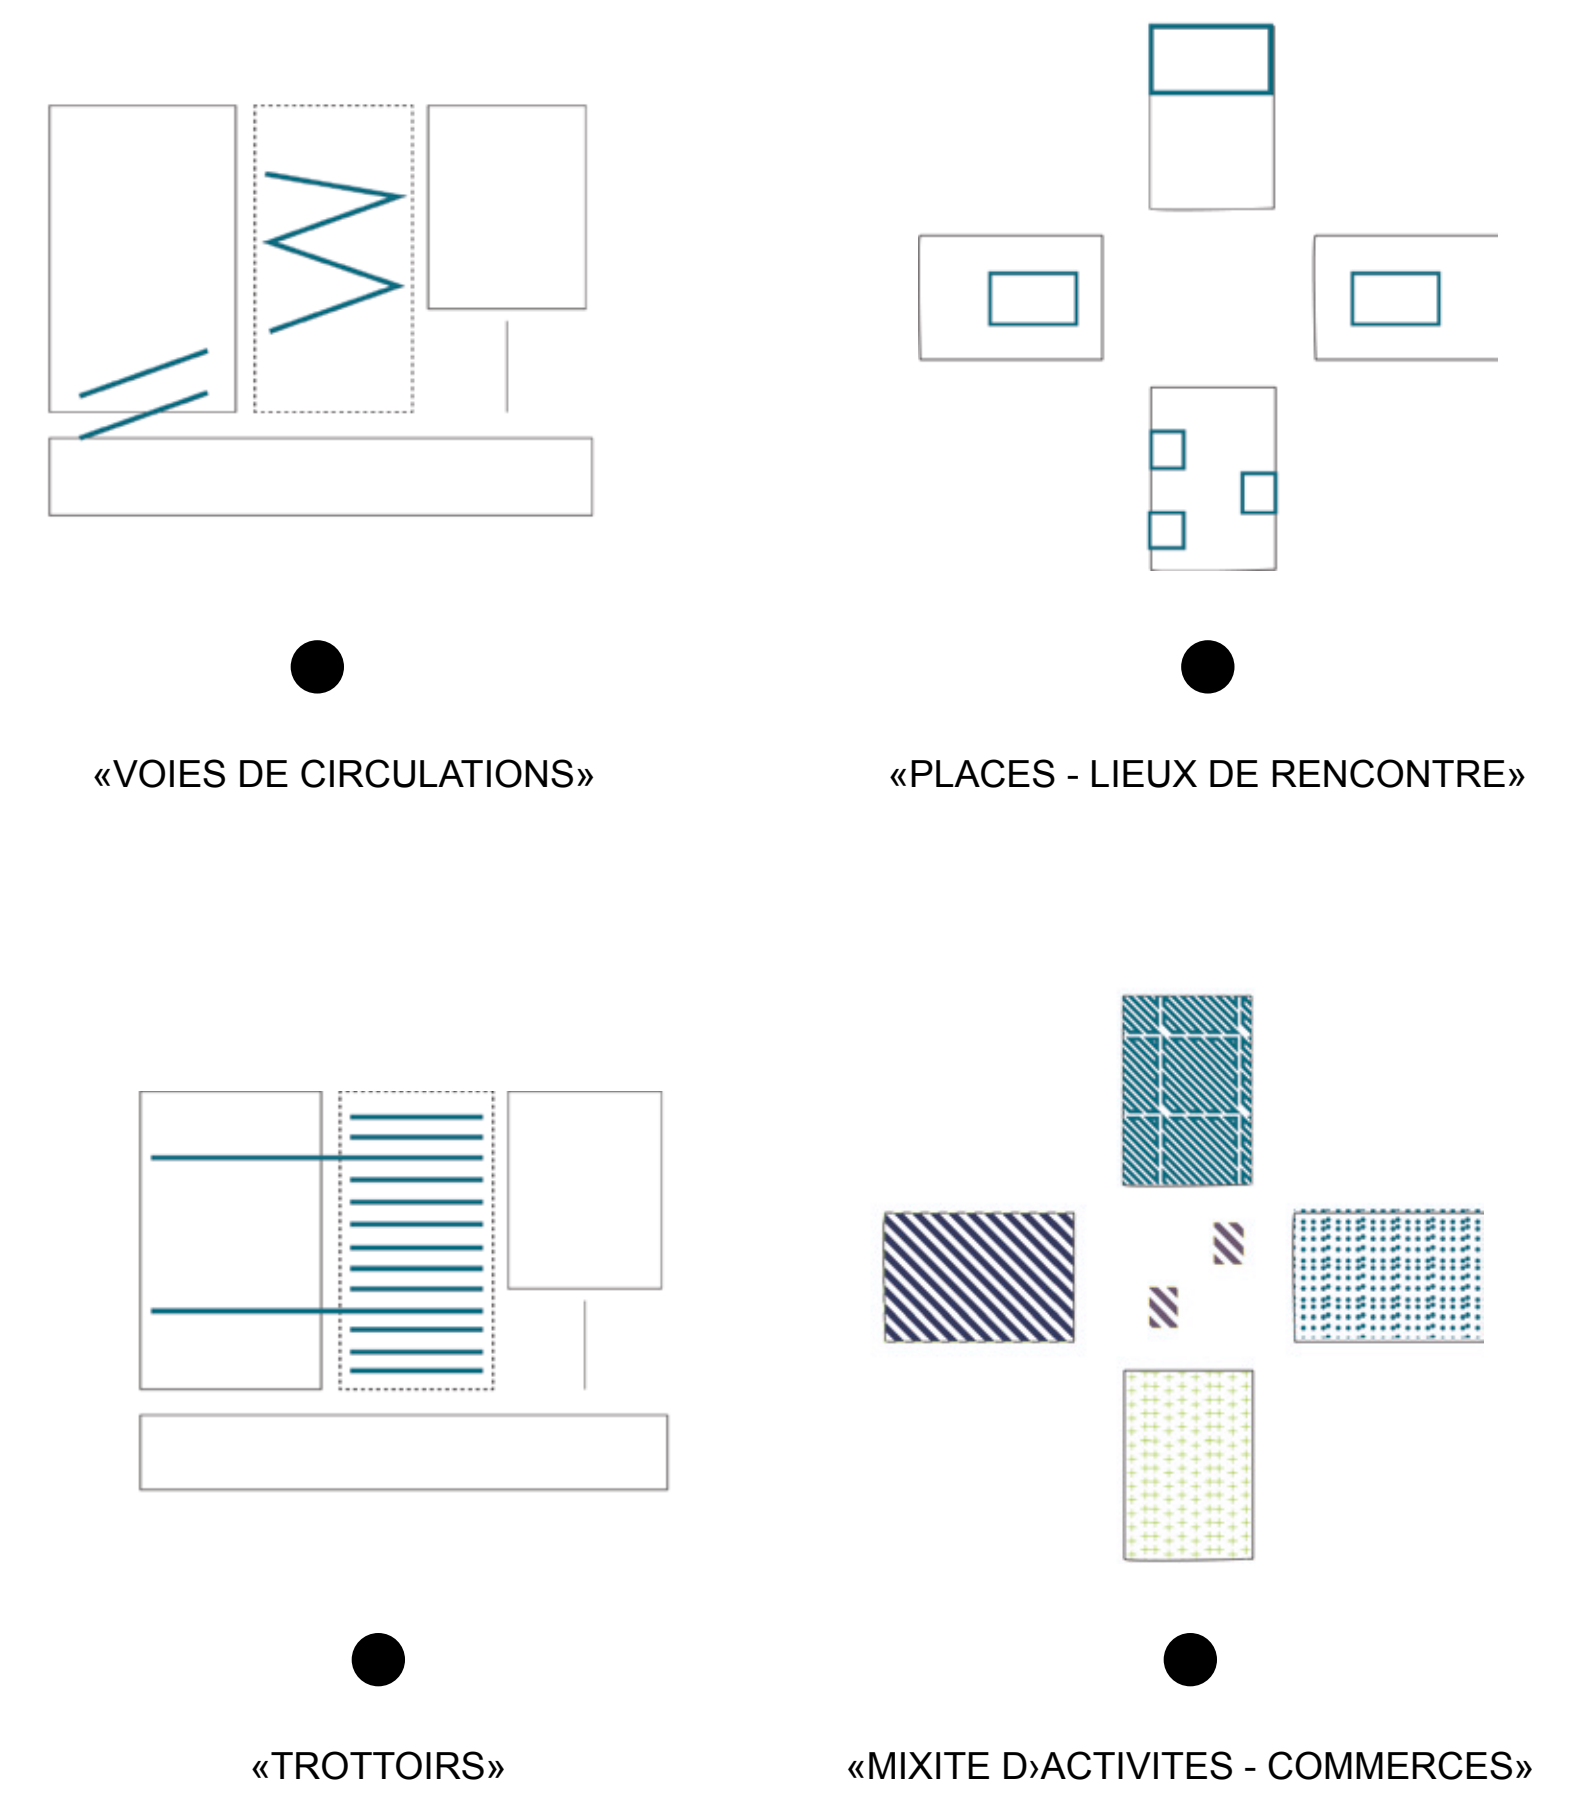 «VOIES DE CIRCULATIONS»
«PLACES - LIEUX DE RENCONTRE»
«TROTTOIRS»
«MIXITE D›ACTIVITES - COMMERCES»